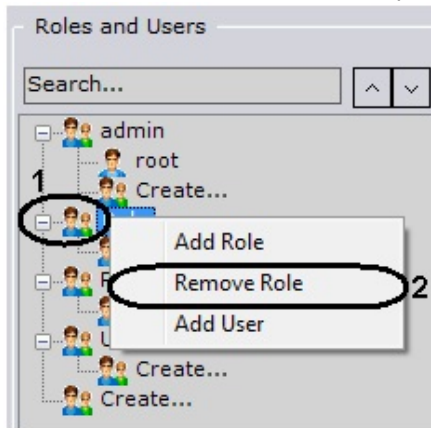 Roles and Users
Search...
admin
root
1
Create...
Add Role
Remove Role
2
Add User
Create...
Create...